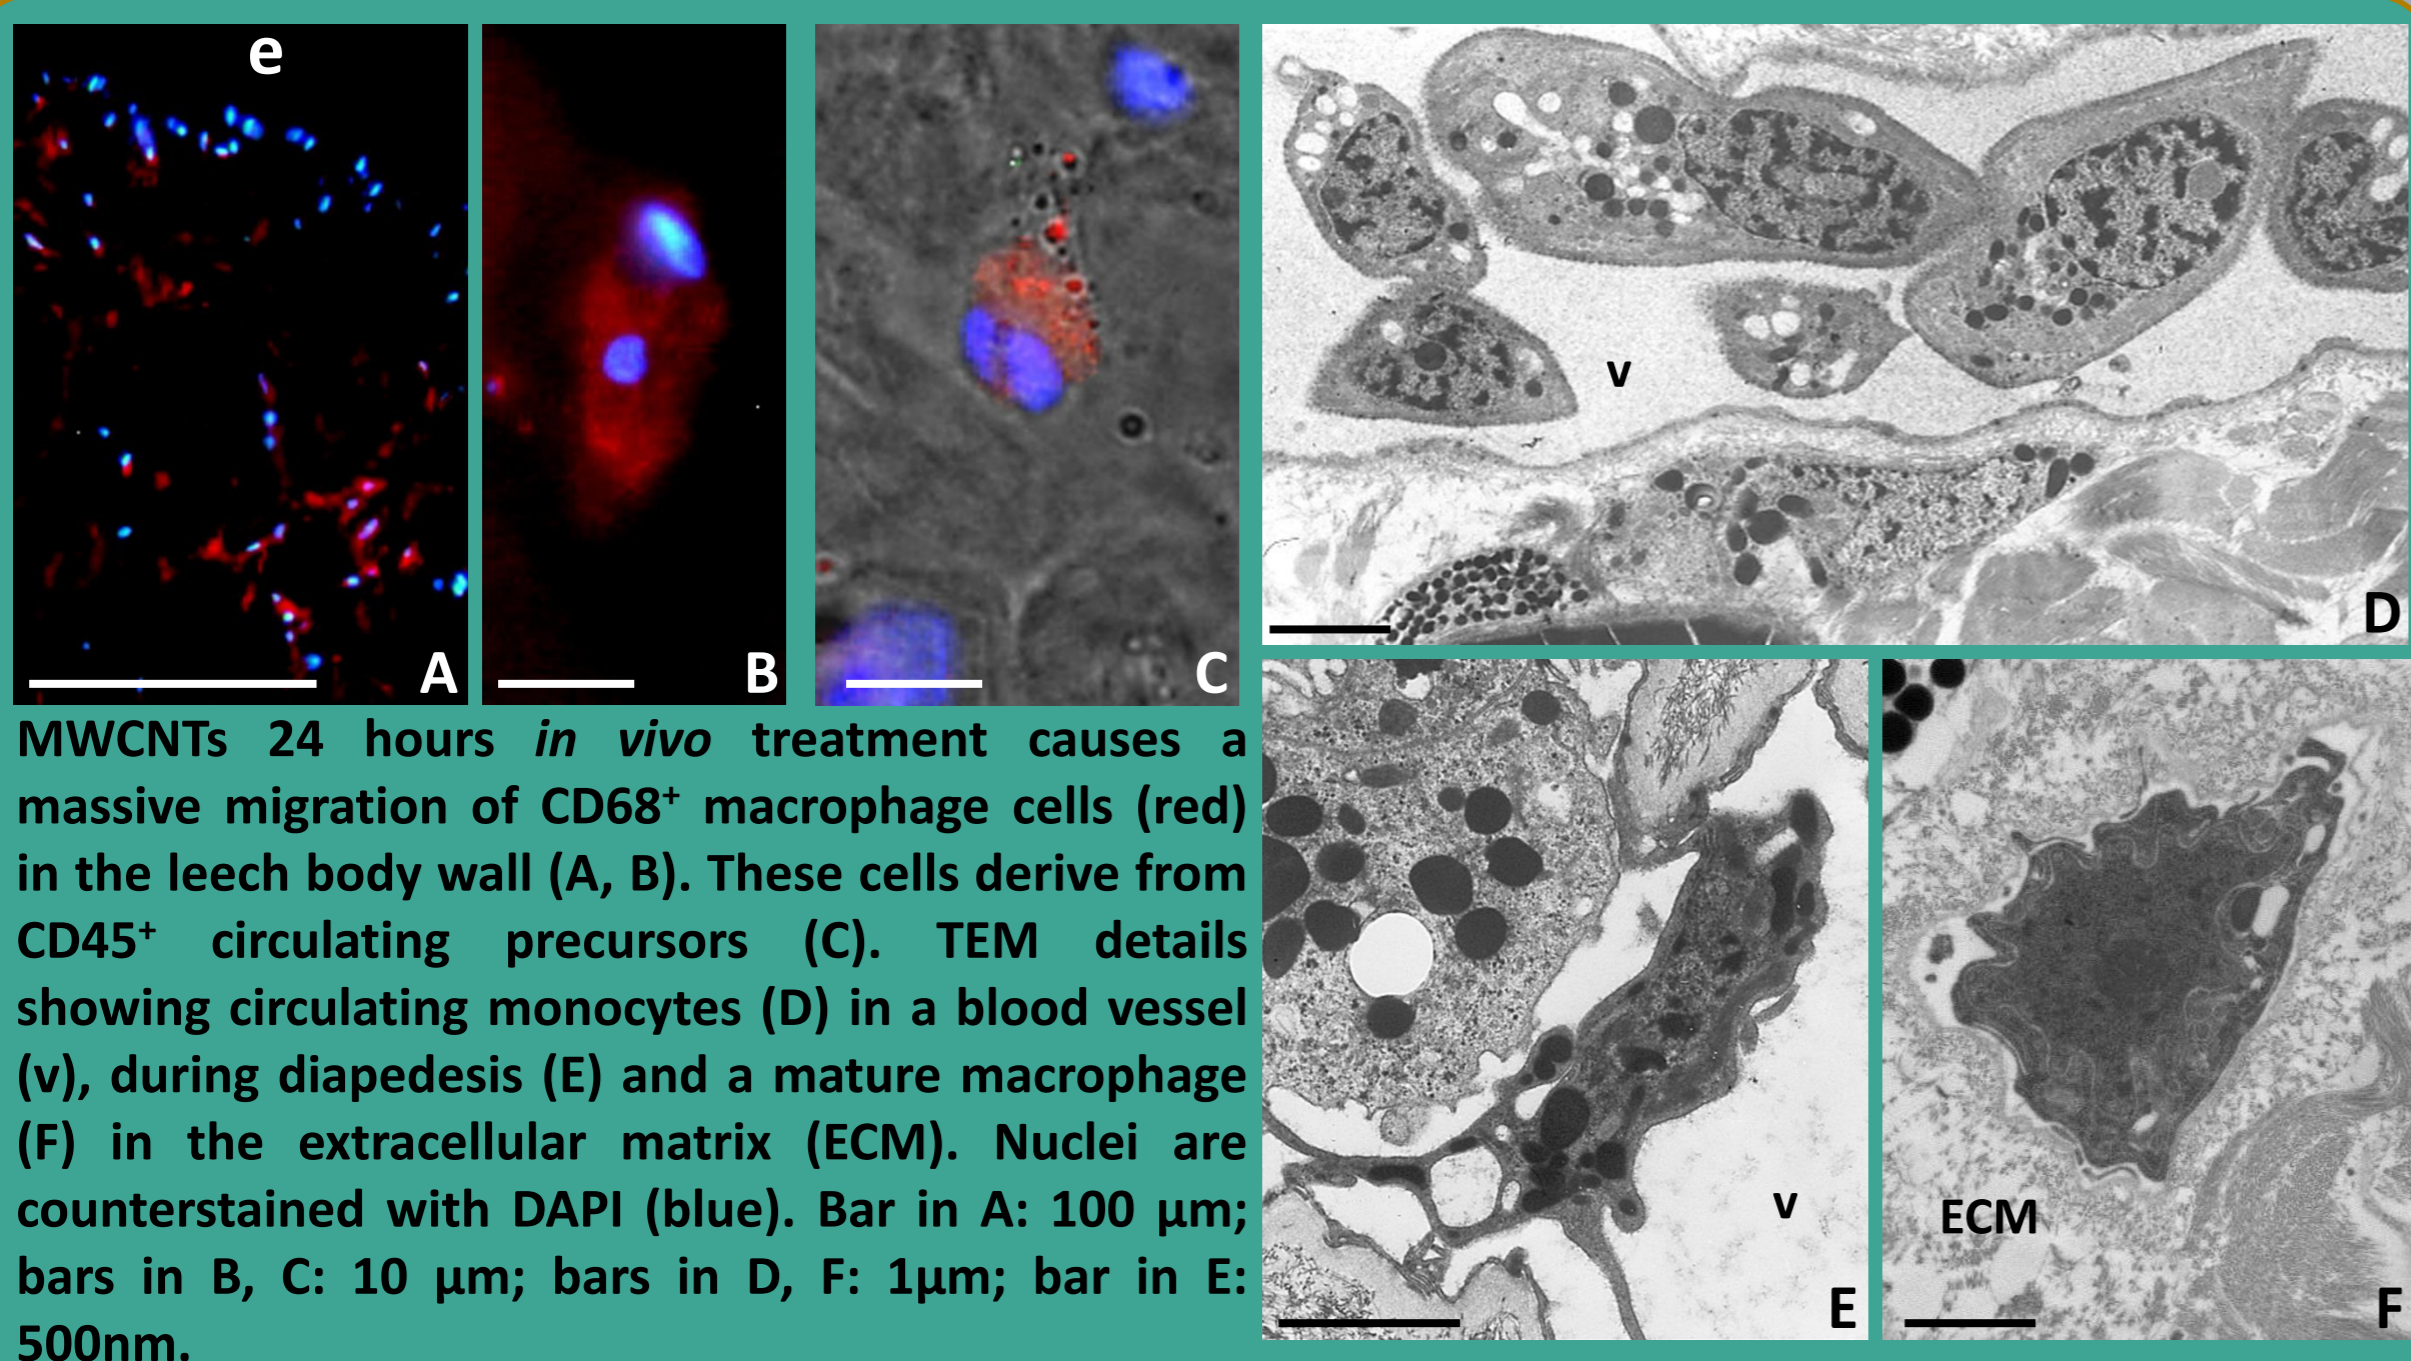 e
A
B
C
v
D
MWCNTs 24 hours in vivo treatment causes a
massive migration of CD68⁺ macrophage cells (red)
in the leech body wall (A, B). These cells derive from
CD45⁺ circulating precursors (C). TEM details
showing circulating monocytes (D) in a blood vessel
(v), during diapedesis (E) and a mature macrophage
(F) in the extracellular matrix (ECM). Nuclei are
counterstained with DAPI (blue). Bar in A: 100 µm;
bars in B, C: 10 µm; bars in D, F: 1µm; bar in E:
500nm.
v
E
ECM
F